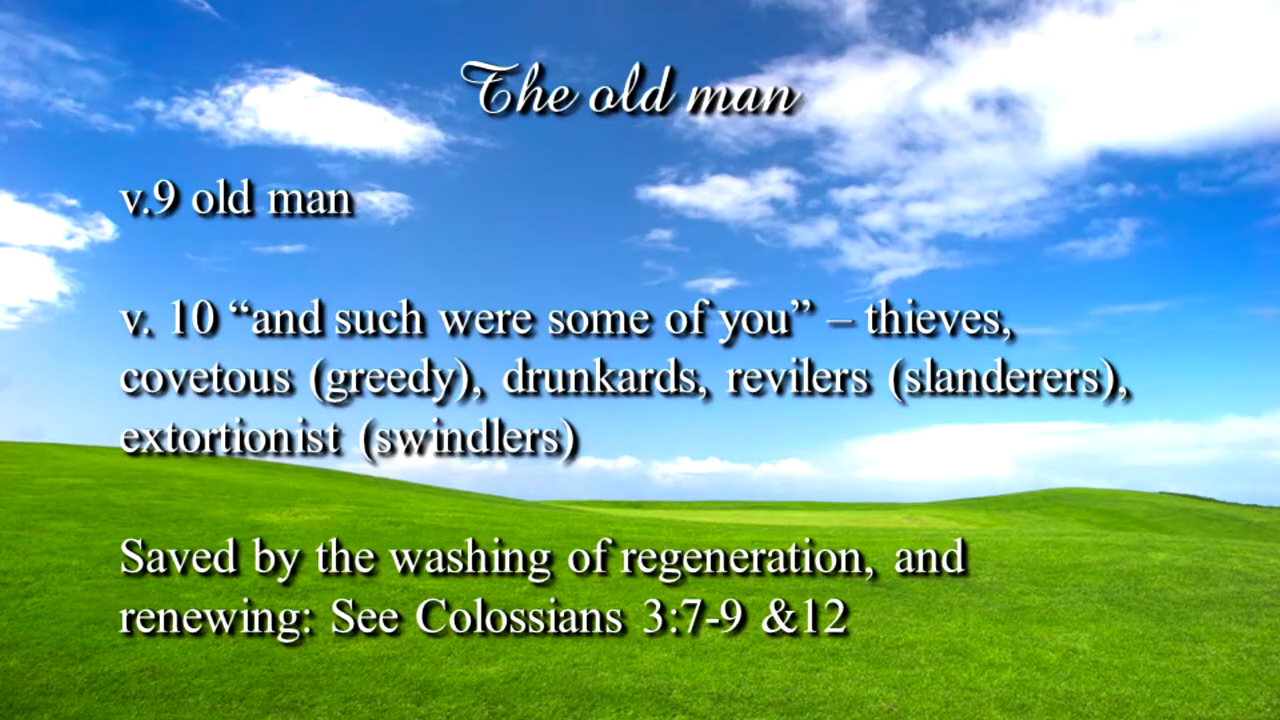 The old man
v.9 old man
v. 10 “and such were some of you” – thieves,
covetous (greedy), drunkards, revilers (slanderers),
extortionist (swindlers)
Saved by the washing of regeneration, and
renewing: See Colossians 3:7-9 &12